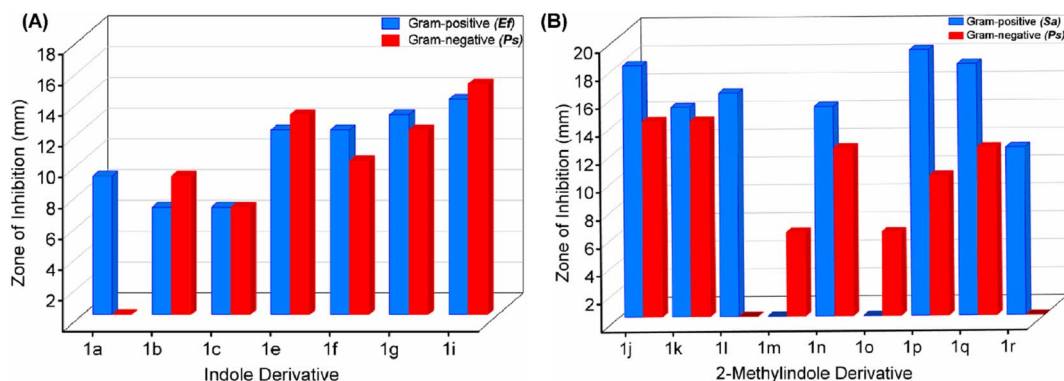 (A)
Gram-positive (Ef)
Gram-negative (Ps)
Zone of Inhibition (mm)
18
16
14
12
10
8
6
4
2
1a 1b 1c 1e 1f 1g 1i
Indole Derivative
(B)
Gram-positive (Sa)
Gram-negative (Ps)
Zone of Inhibition (mm)
20
18
16
14
12
10
8
6
4
2
1j 1k 1l 1m 1n 1o 1p 1q 1r
2-Methylindole Derivative